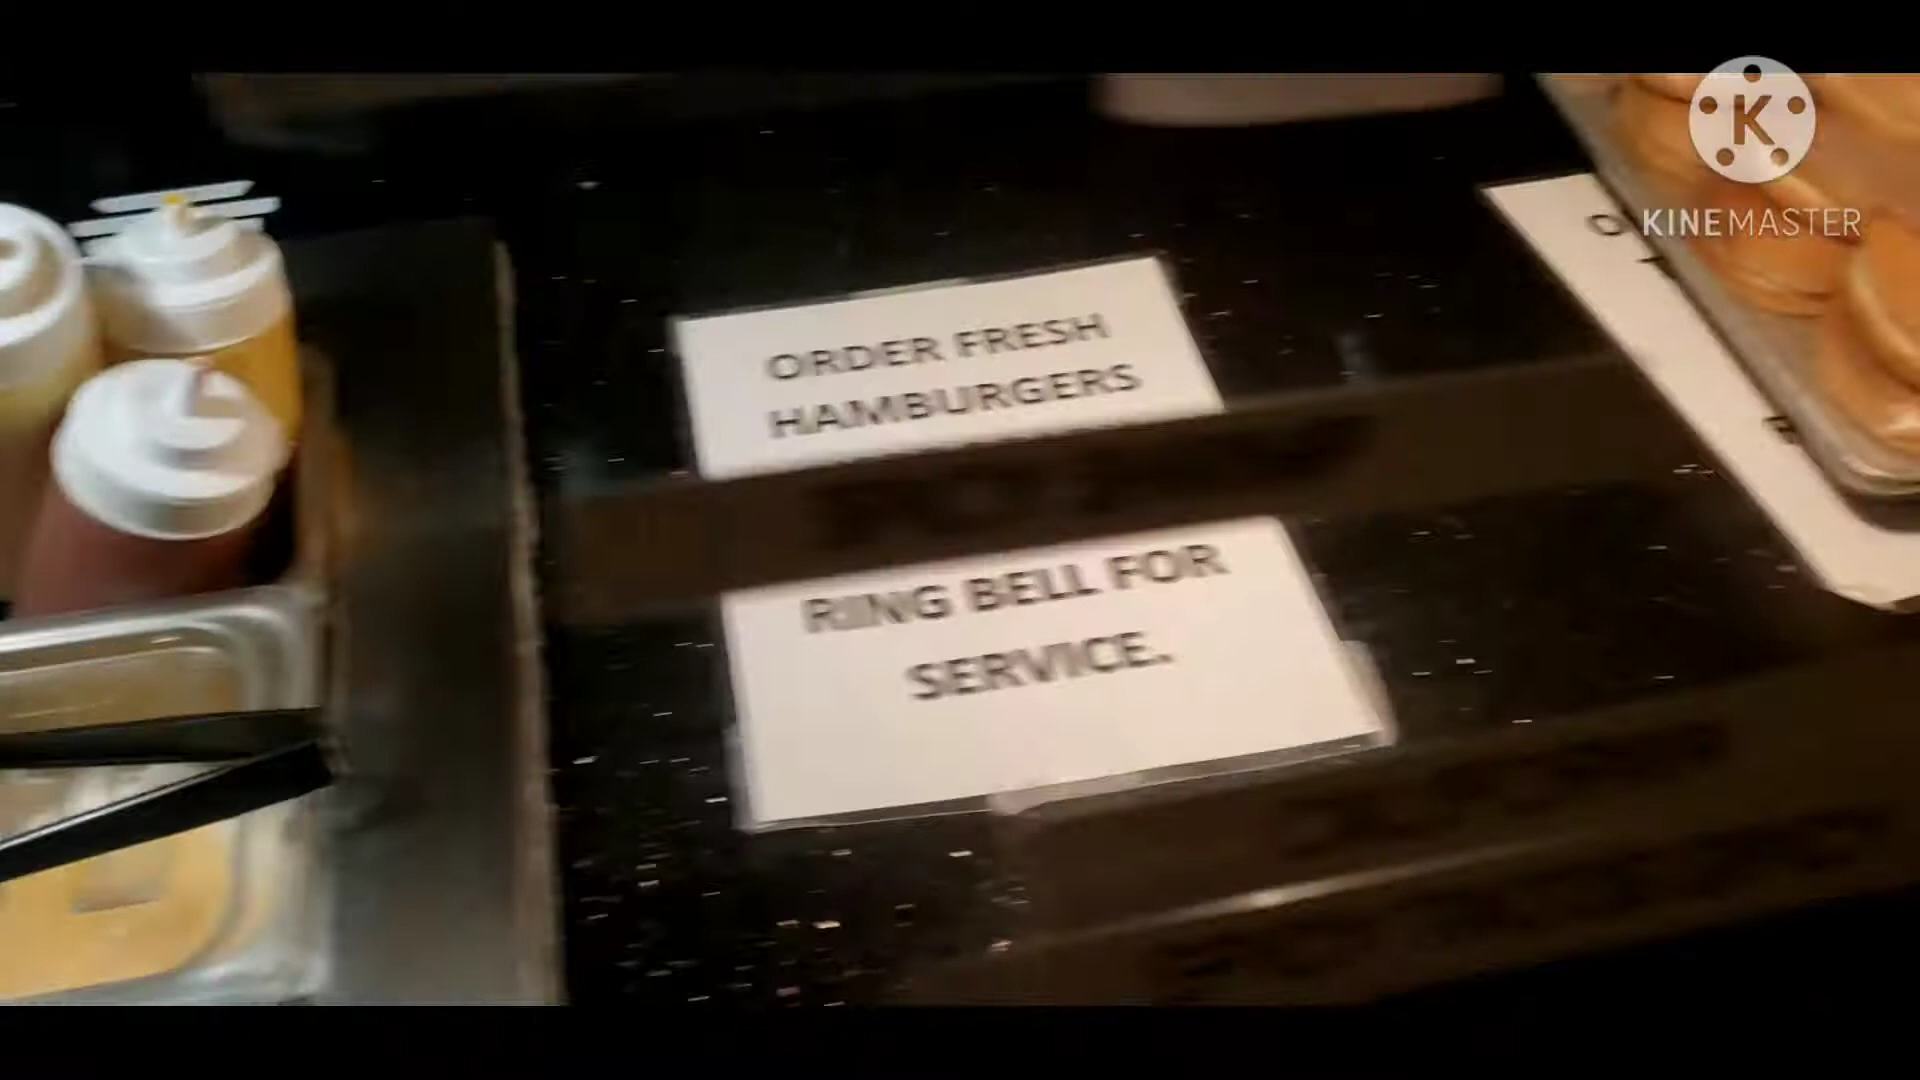 ORDER FRESH
HAMBURGERS
RING BELL FOR
SERVICE.
K
KINEMASTER